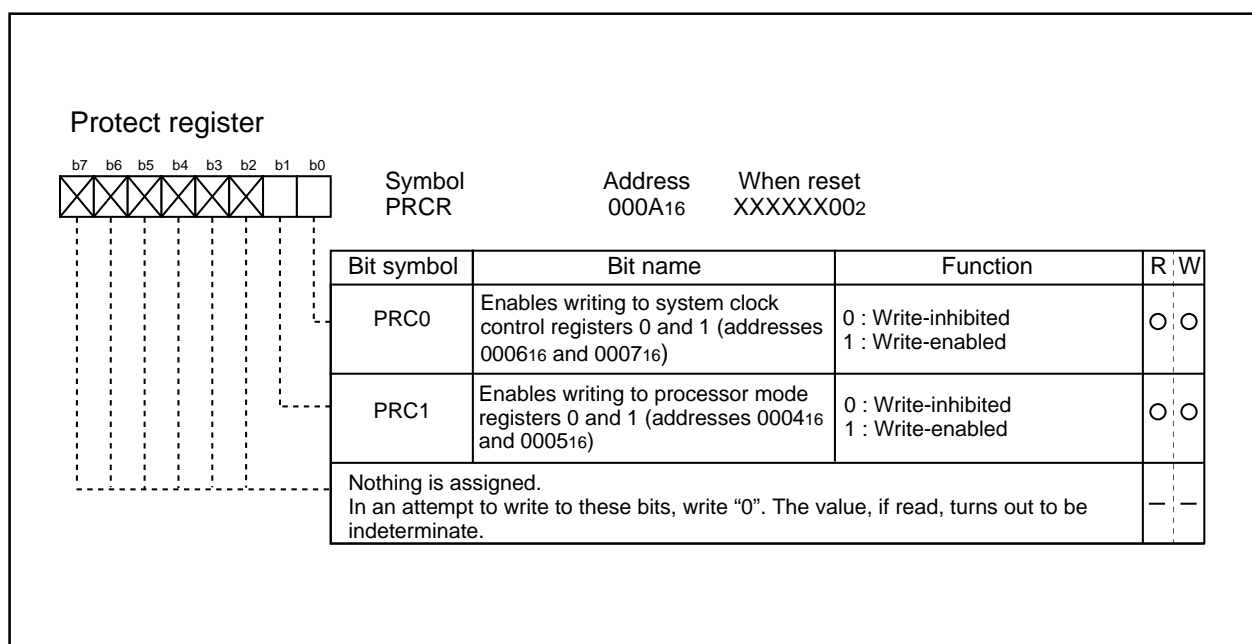 Protect register
b7 b6 b5 b4 b3 b2 b1 b0
Symbol Address When reset
PRCR 000A16 XXXXXX002
Bit symbol Bit name Function R W
PRC0
Enables writing to system clock
control registers 0 and 1 (addresses
000616 and 000716)
0 : Write-inhibited
1 : Write-enabled
PRC1
Enables writing to processor mode
registers 0 and 1 (addresses 000416
and 000516)
0 : Write-inhibited
1 : Write-enabled
Nothing is assigned.
In an attempt to write to these bits, write “0”. The value, if read, turns out to be
indeterminate.